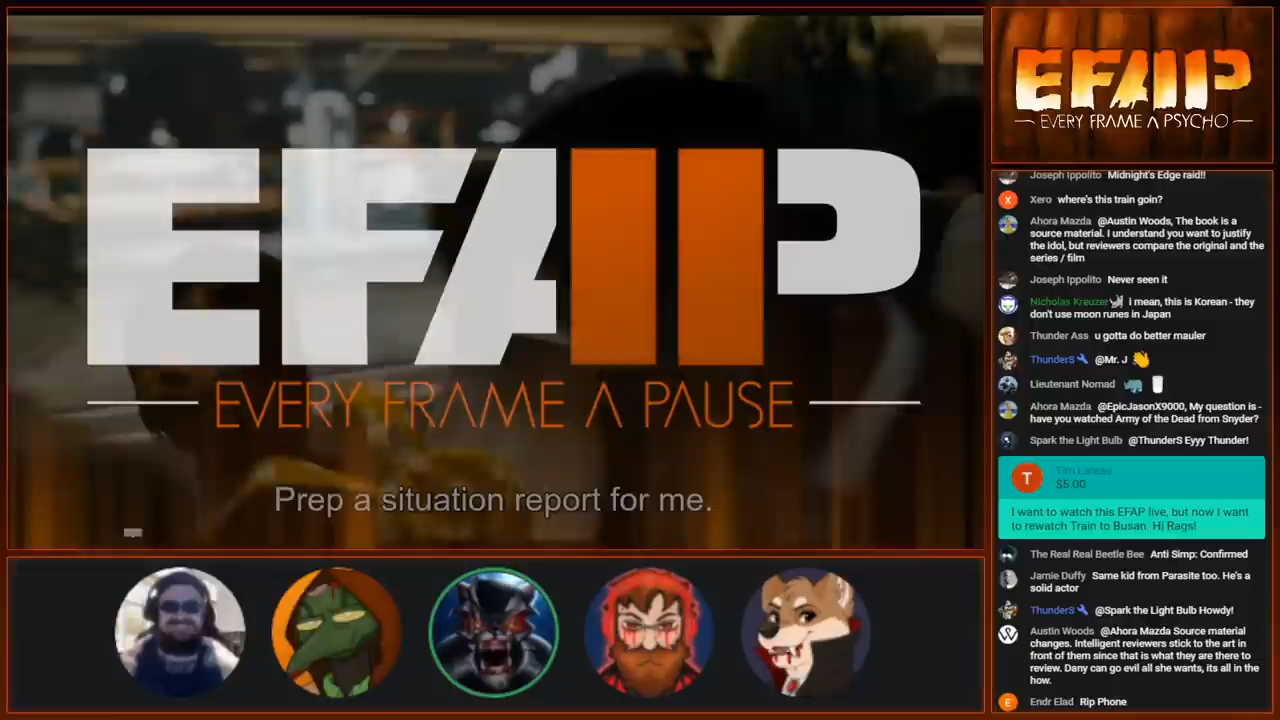 EFAP
EVERY FRAME A PAUSE
Prep a situation report for me.
EFAP
EVERY FRAME A PSYCHO
Joseph Ippolito Midnight's Edge raid!!
X
Xero where's this train goin?
Ahora Mazda @Austin Woods, The book is a
source material. I understand you want to justify
the idol, but reviewers compare the original and the
series / film
Joseph Ippolito Never seen it
Nicholas Kreuzer i mean, this is Korean - they
don't use moon runes in Japan
Thunder Ass u gotta do better mauler
ThunderS @Mr. J 👏
Lieutenant Nomad
Ahora Mazda @EpicJasonX9000, My question is -
have you watched Army of the Dead from Snyder?
Spark the Light Bulb @ThunderS Eyyy Thunder!
T
Tim Lareau
$5.00
I want to watch this EFAP live, but now I want
to rewatch Train to Busan. Hi Rags!
The Real Real Beetle Bee Anti Simp: Confirmed
Jamie Duffy Same kid from Parasite too. He's a
solid actor
ThunderS @Spark the Light Bulb Howdy!
Austin Woods @Ahora Mazda Source material
changes. Intelligent reviewers stick to the art in
front of them since that is what they are there to
review. Dany can go evil all she wants, its all in the
how.
E
Endr Elad Rip Phone